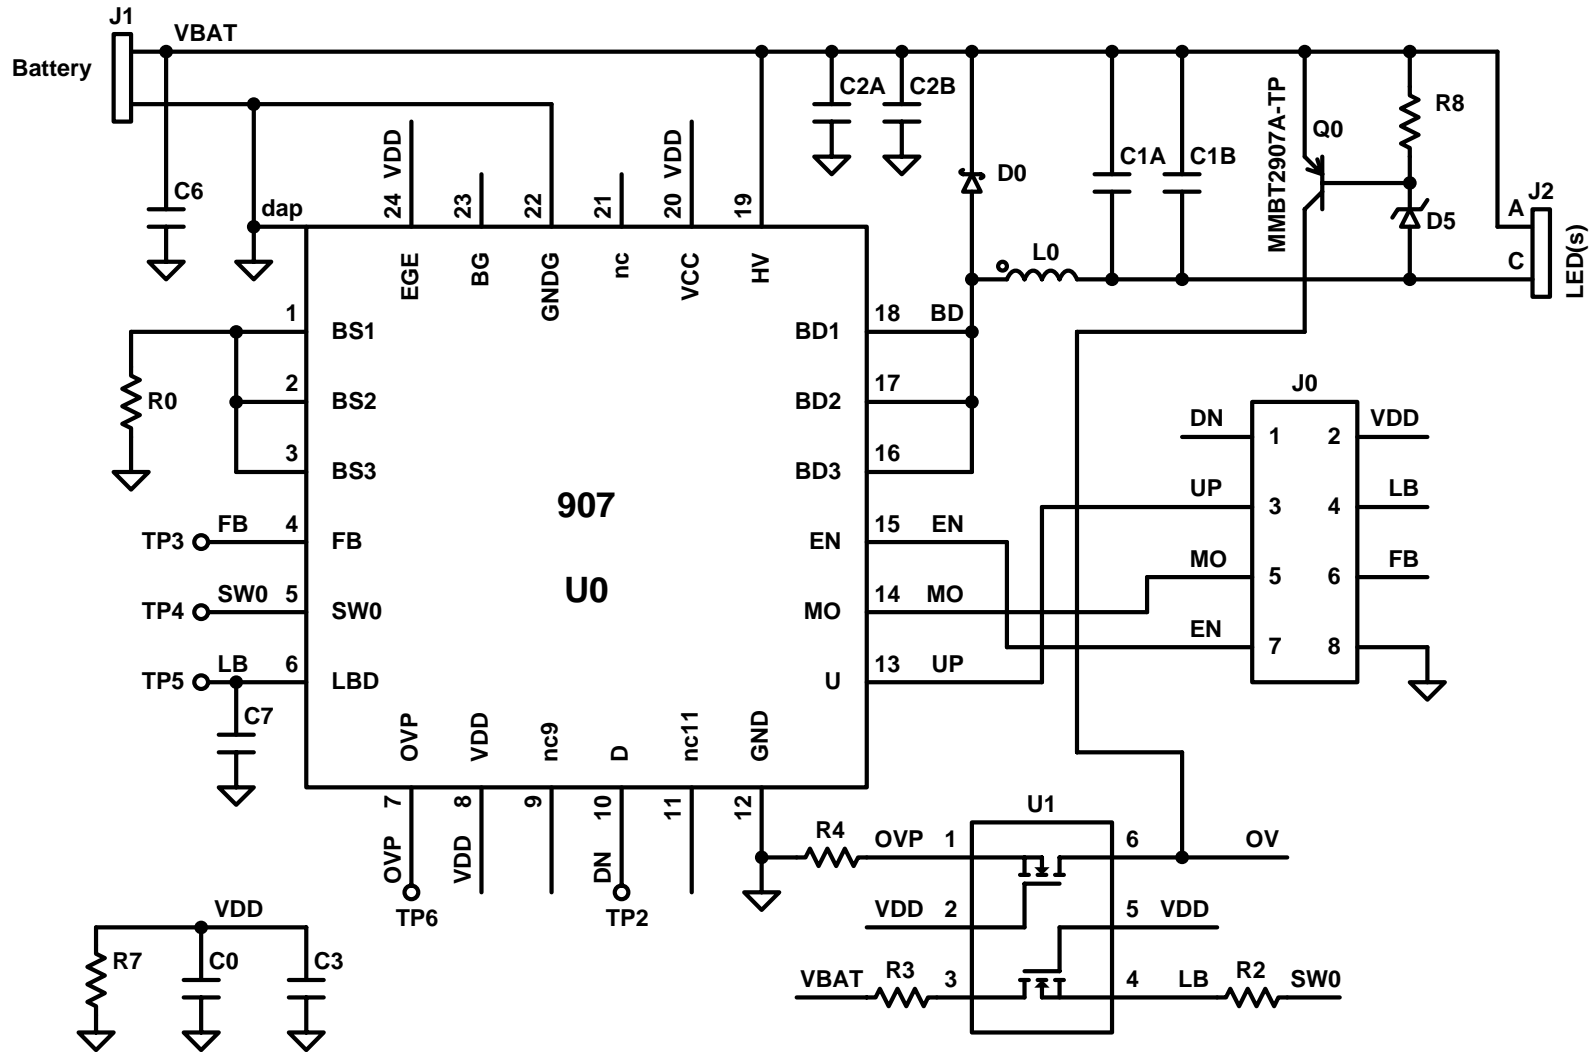 J1
VBAT
Battery
C2A
C2B
R8
MMBT2907A-TP
Q0
C1A
C1B
D0
J2
A
D5
C
LED(s)
C6
dap
VDD
24
23
22
21
VDD
20
19
EGE
BG
GNDG
nc
VCC
HV
L0
1
BS1
BD1
18
BD
R0
2
BS2
BD2
17
3
BS3
BD3
16
907
U0
TP3
FB
4
FB
EN
15
EN
TP4
SW0
5
SW0
MO
14
MO
TP5
LB
6
LBD
U
13
UP
C7
OVP
VDD
nc9
D
nc11
GND
7
8
9
10
11
12
OVP
VDD
DN
TP6
TP2
J0
DN
1
2
VDD
UP
3
4
LB
MO
5
6
FB
EN
7
8
U1
R4
OVP
1
6
OV
VDD
2
5
VDD
VBAT
R3
3
4
LB
R2
SW0
VDD
R7
C0
C3